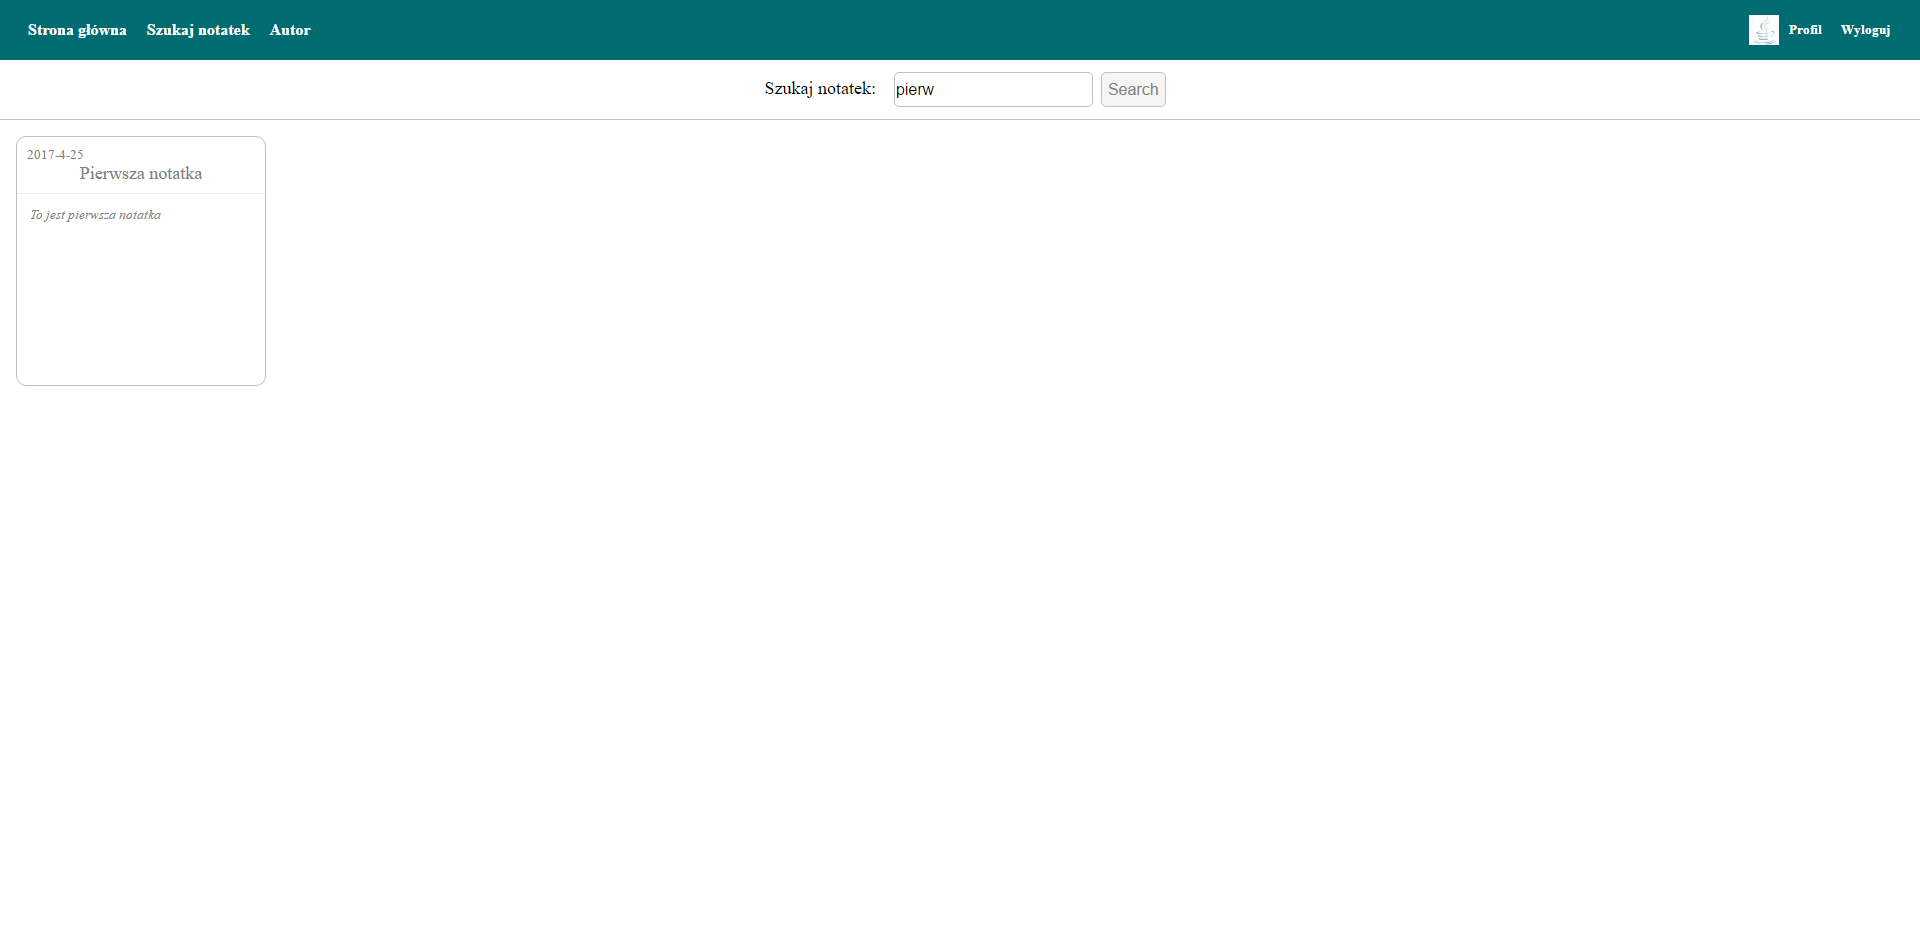 Strona główna Szukaj notatek Autor Profil Wyloguj
Szukaj notatek: pierw Search
2017-4-25
Pierwsza notatka
To jest pierwsza notatka